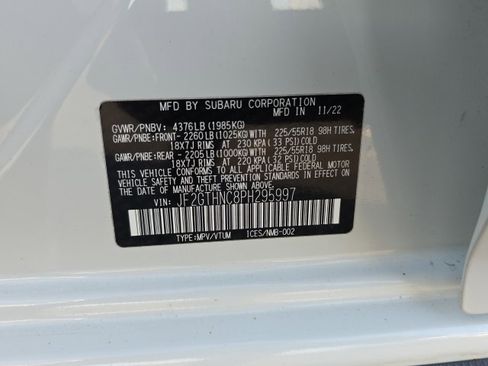 MFD BY SUBARU CORPORATION 11/22
GVWR/PNBV: 4376LB (1985KG)
GAWR/PNBE:FRONT- 2260LB (1025KG) WITH 225/55R18 98H TIRES,
18X7J RIMS AT 230 KPA (33 PSI) COLD
GAWR/PNBE:REAR - 2205LB (1000KG) WITH 225/55R18 98H TIRES,
18X7J RIMS AT 220 KPA (32 PSI) COLD
THIS VEHICLE CONFORMS TO ALL APPLICABLE FEDERAL MOTOR
VEHICLE SAFETY AND THEFT PREVENTION STANDARDS IN EFFECT
ON THE DATE OF MANUFACTURE SHOWN ABOVE.
VIN: JF2GTHNC8PH295997
TYPE:MPV/VTUM ICES/NMB-002